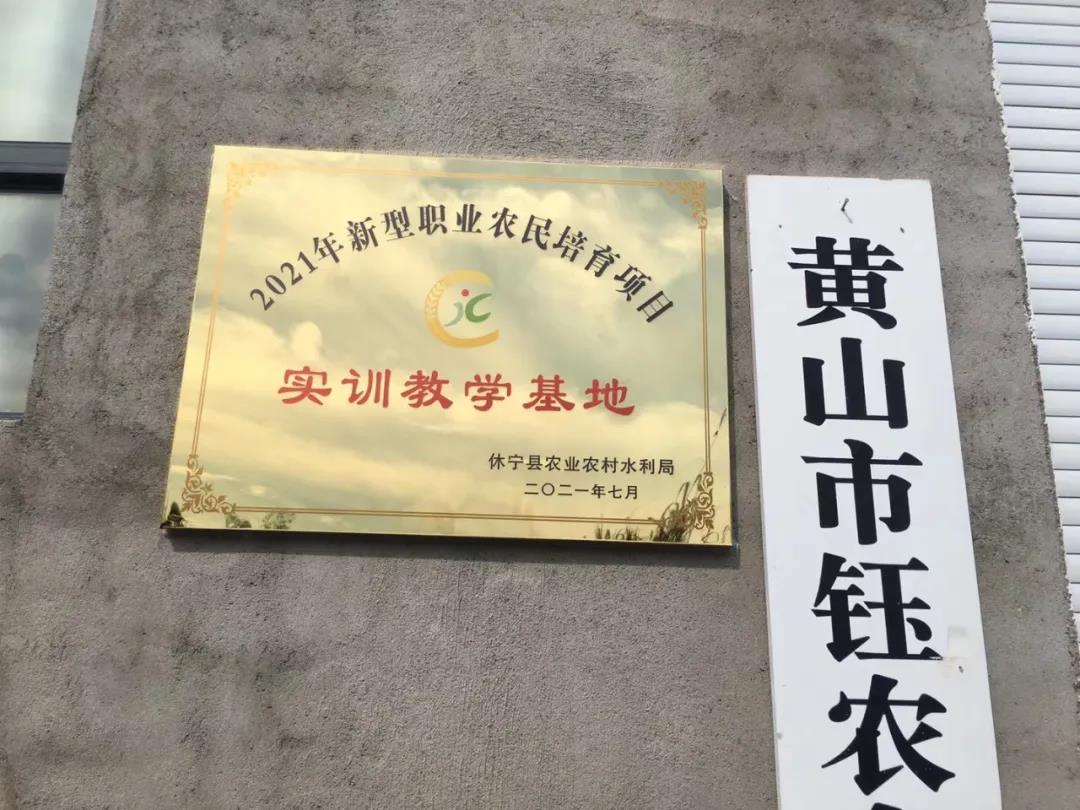 2021年新型职业农民培育项目
实训教学基地
休宁县农业农村水利局
二〇二一年七月
黄山市钰农